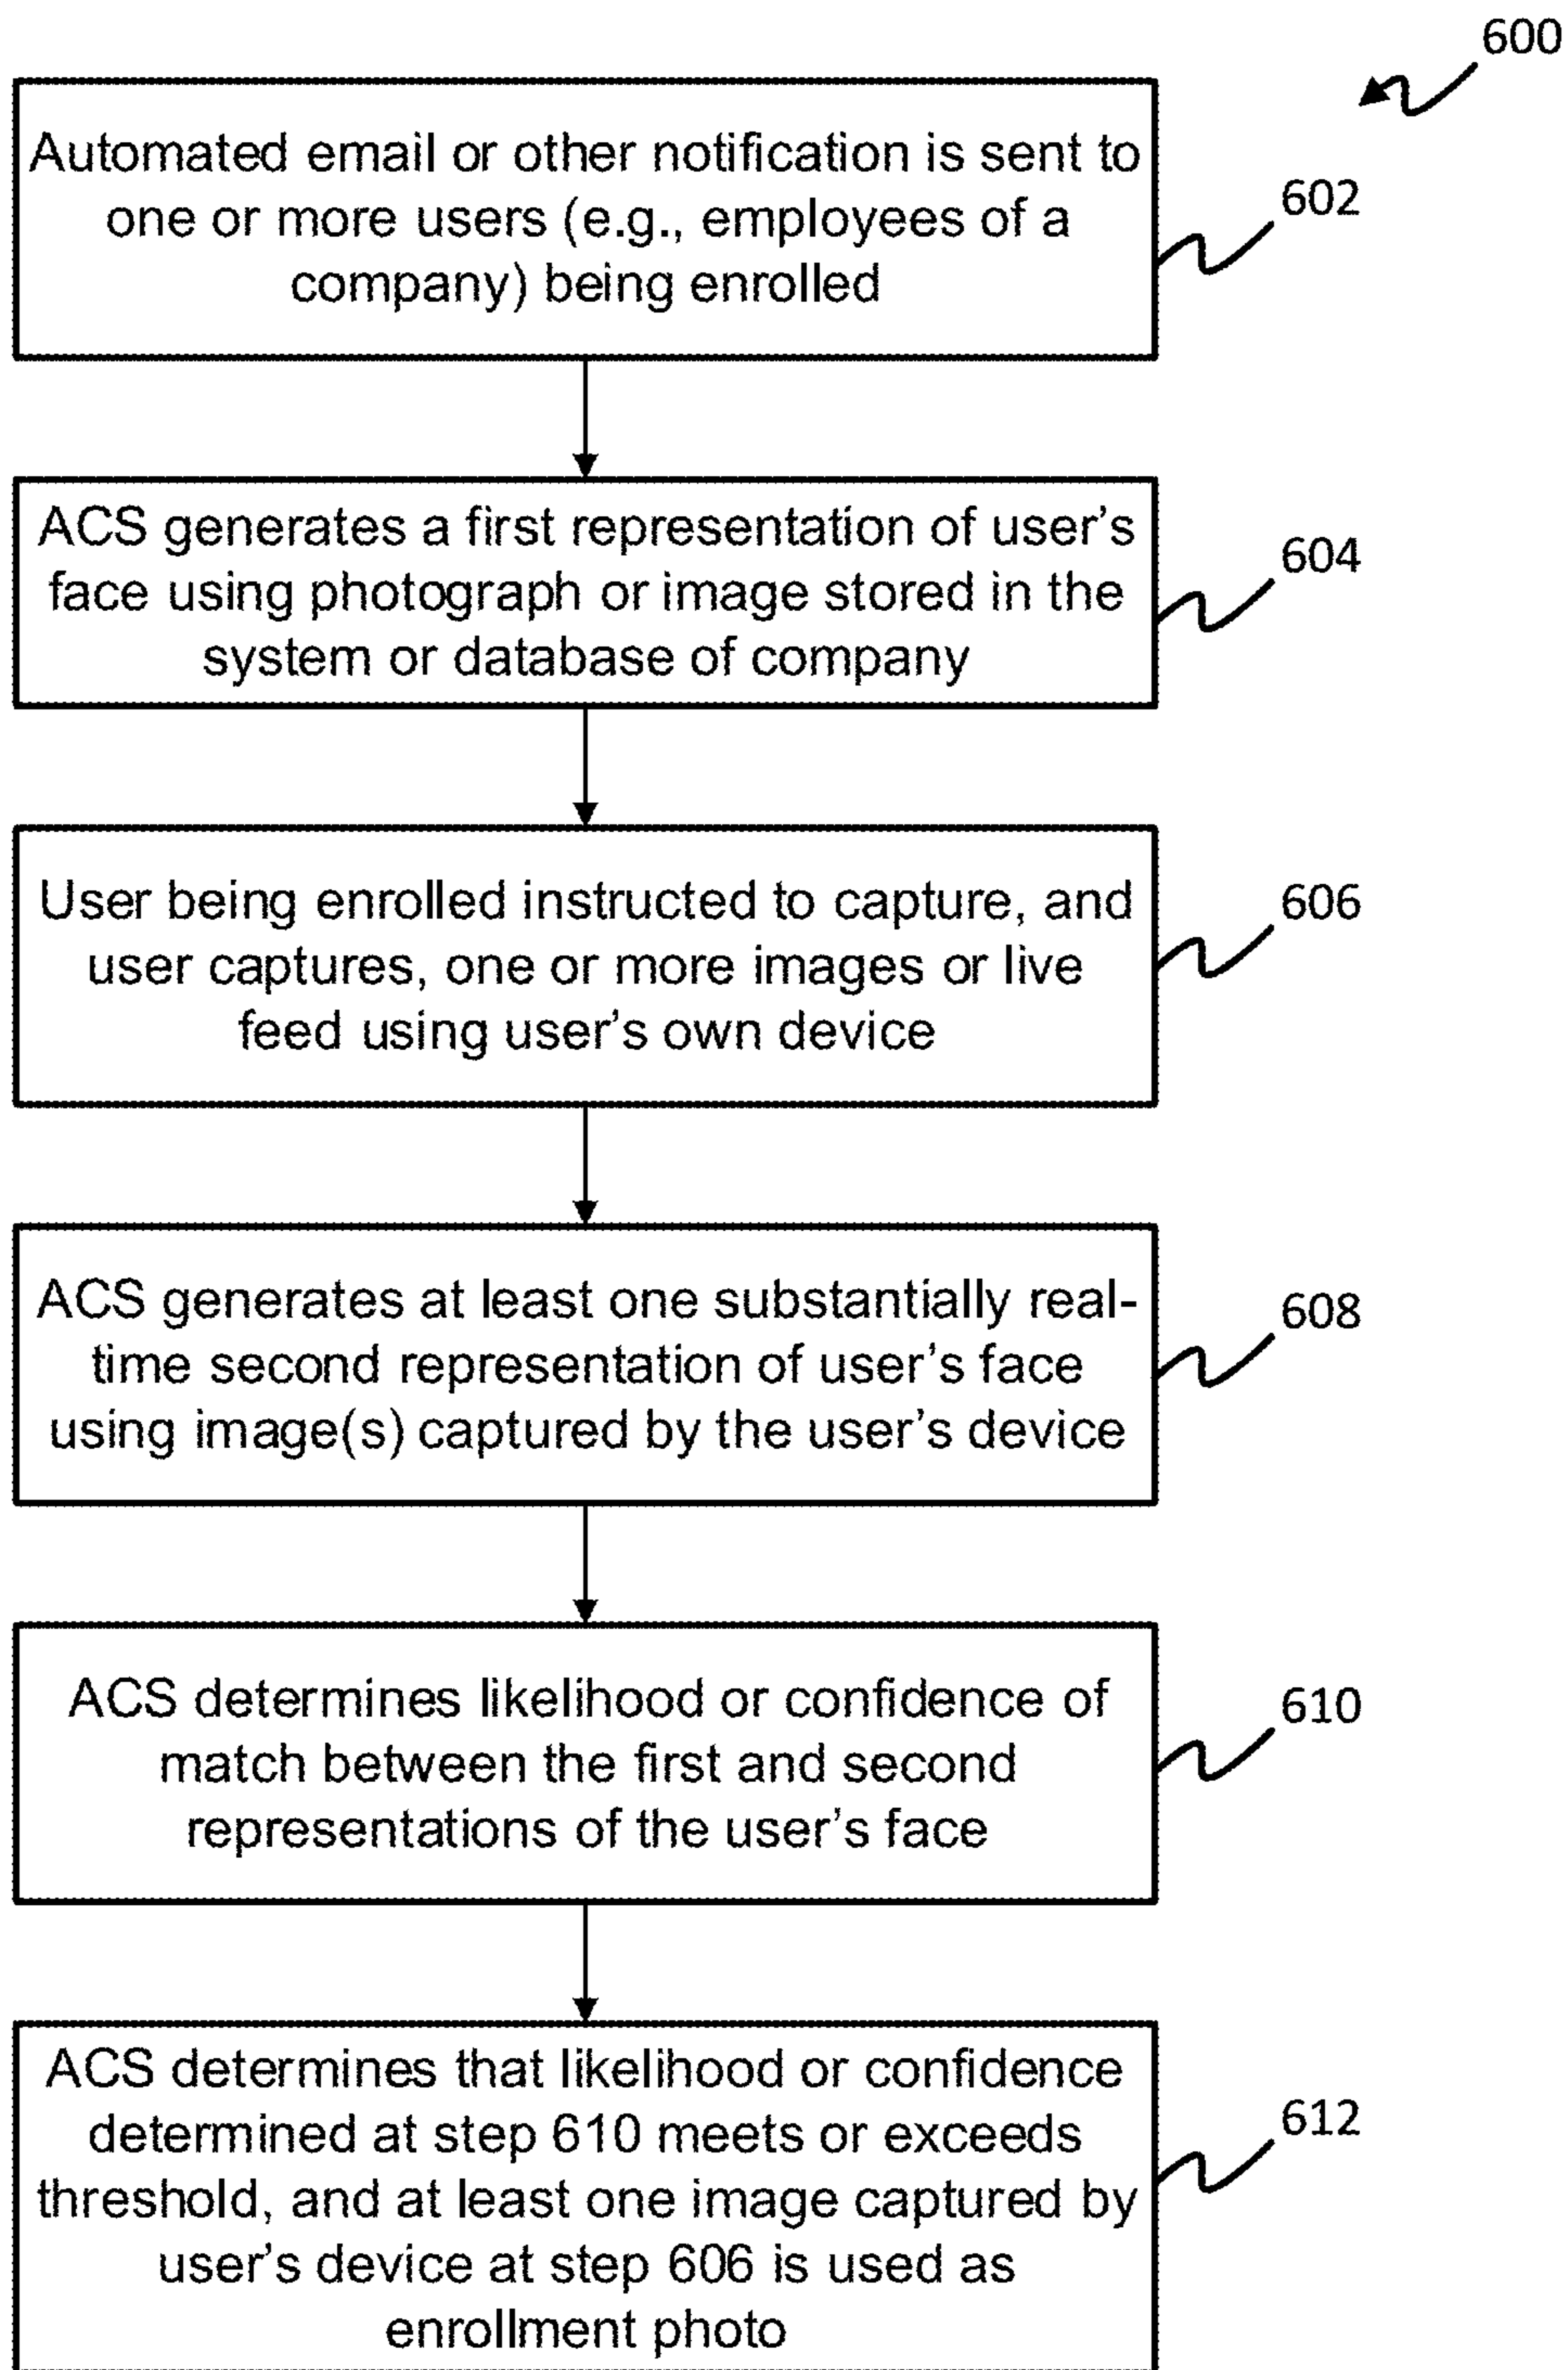 600
Automated email or other notification is sent to
one or more users (e.g., employees of a
company) being enrolled
602
ACS generates a first representation of user's
face using photograph or image stored in the
system or database of company
604
User being enrolled instructed to capture, and
user captures, one or more images or live
feed using user's own device
606
ACS generates at least one substantially real-
time second representation of user's face
using image(s) captured by the user's device
608
ACS determines likelihood or confidence of
match between the first and second
representations of the user's face
610
ACS determines that likelihood or confidence
determined at step 610 meets or exceeds
threshold, and at least one image captured by
user's device at step 606 is used as
enrollment photo
612